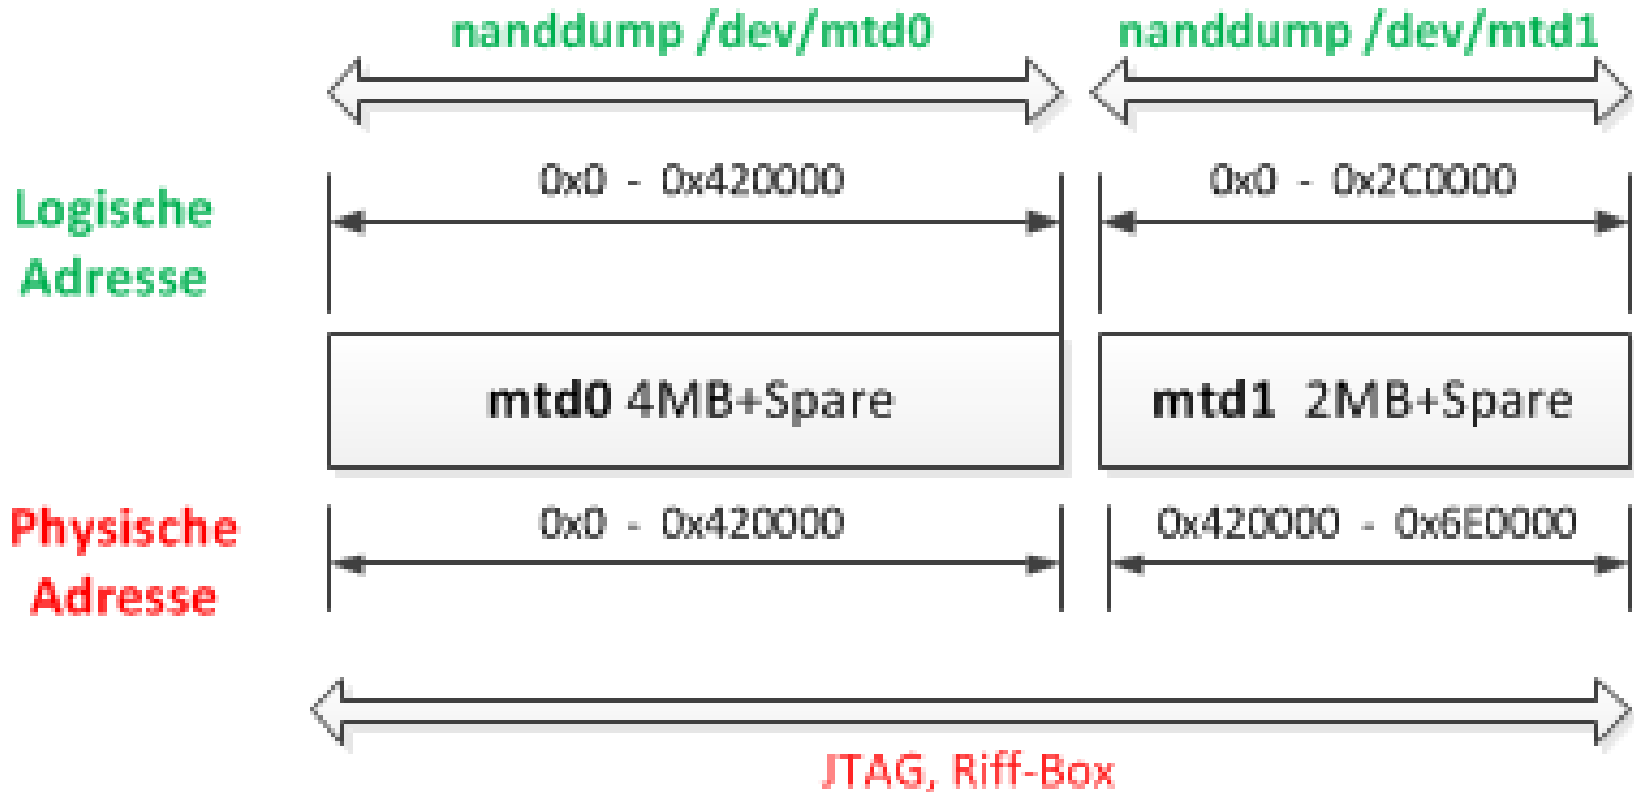 nanddump /dev/mtd0
nanddump /dev/mtd1
0x0 - 0x420000
0x0 - 0x2C0000
Logische
Adresse
mtd0 4MB+Spare
mtd1 2MB+Spare
Physische
Adresse
0x0 - 0x420000
0x420000 - 0x6E0000
JTAG, Riff-Box